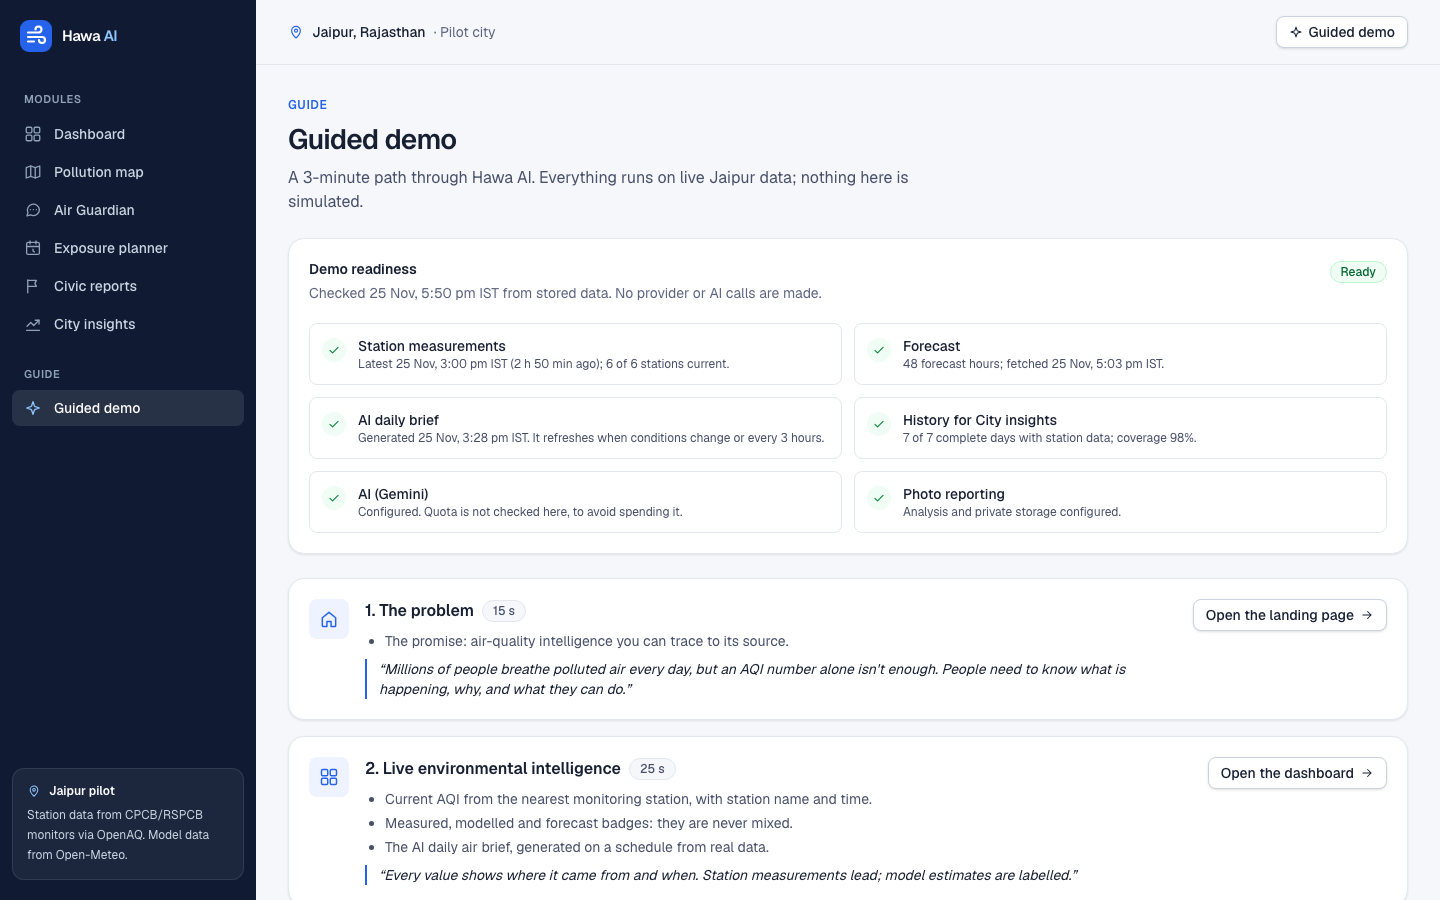 Hawa AI
MODULES
Dashboard
Pollution map
Air Guardian
Exposure planner
Civic reports
City insights
GUIDE
Guided demo
Jaipur pilot
Station data from CPCB/RSPCB
monitors via OpenAQ. Model data
from Open-Meteo.
Jaipur, Rajasthan · Pilot city
Guided demo
GUIDE
Guided demo
A 3-minute path through Hawa AI. Everything runs on live Jaipur data; nothing here is
simulated.
Demo readiness
Ready
Checked 25 Nov, 5:50 pm IST from stored data. No provider or AI calls are made.
Station measurements
Latest 25 Nov, 3:00 pm IST (2 h 50 min ago); 6 of 6 stations current.
Forecast
48 forecast hours; fetched 25 Nov, 5:03 pm IST.
AI daily brief
Generated 25 Nov, 3:28 pm IST. It refreshes when conditions change or every 3 hours.
History for City insights
7 of 7 complete days with station data; coverage 98%.
AI (Gemini)
Configured. Quota is not checked here, to avoid spending it.
Photo reporting
Analysis and private storage configured.
1. The problem 15 s
Open the landing page →
• The promise: air-quality intelligence you can trace to its source.
“Millions of people breathe polluted air every day, but an AQI number alone isn't enough. People need to know what is
happening, why, and what they can do.”
2. Live environmental intelligence 25 s
Open the dashboard →
• Current AQI from the nearest monitoring station, with station name and time.
• Measured, modelled and forecast badges: they are never mixed.
• The AI daily air brief, generated on a schedule from real data.
“Every value shows where it came from and when. Station measurements lead; model estimates are labelled.”